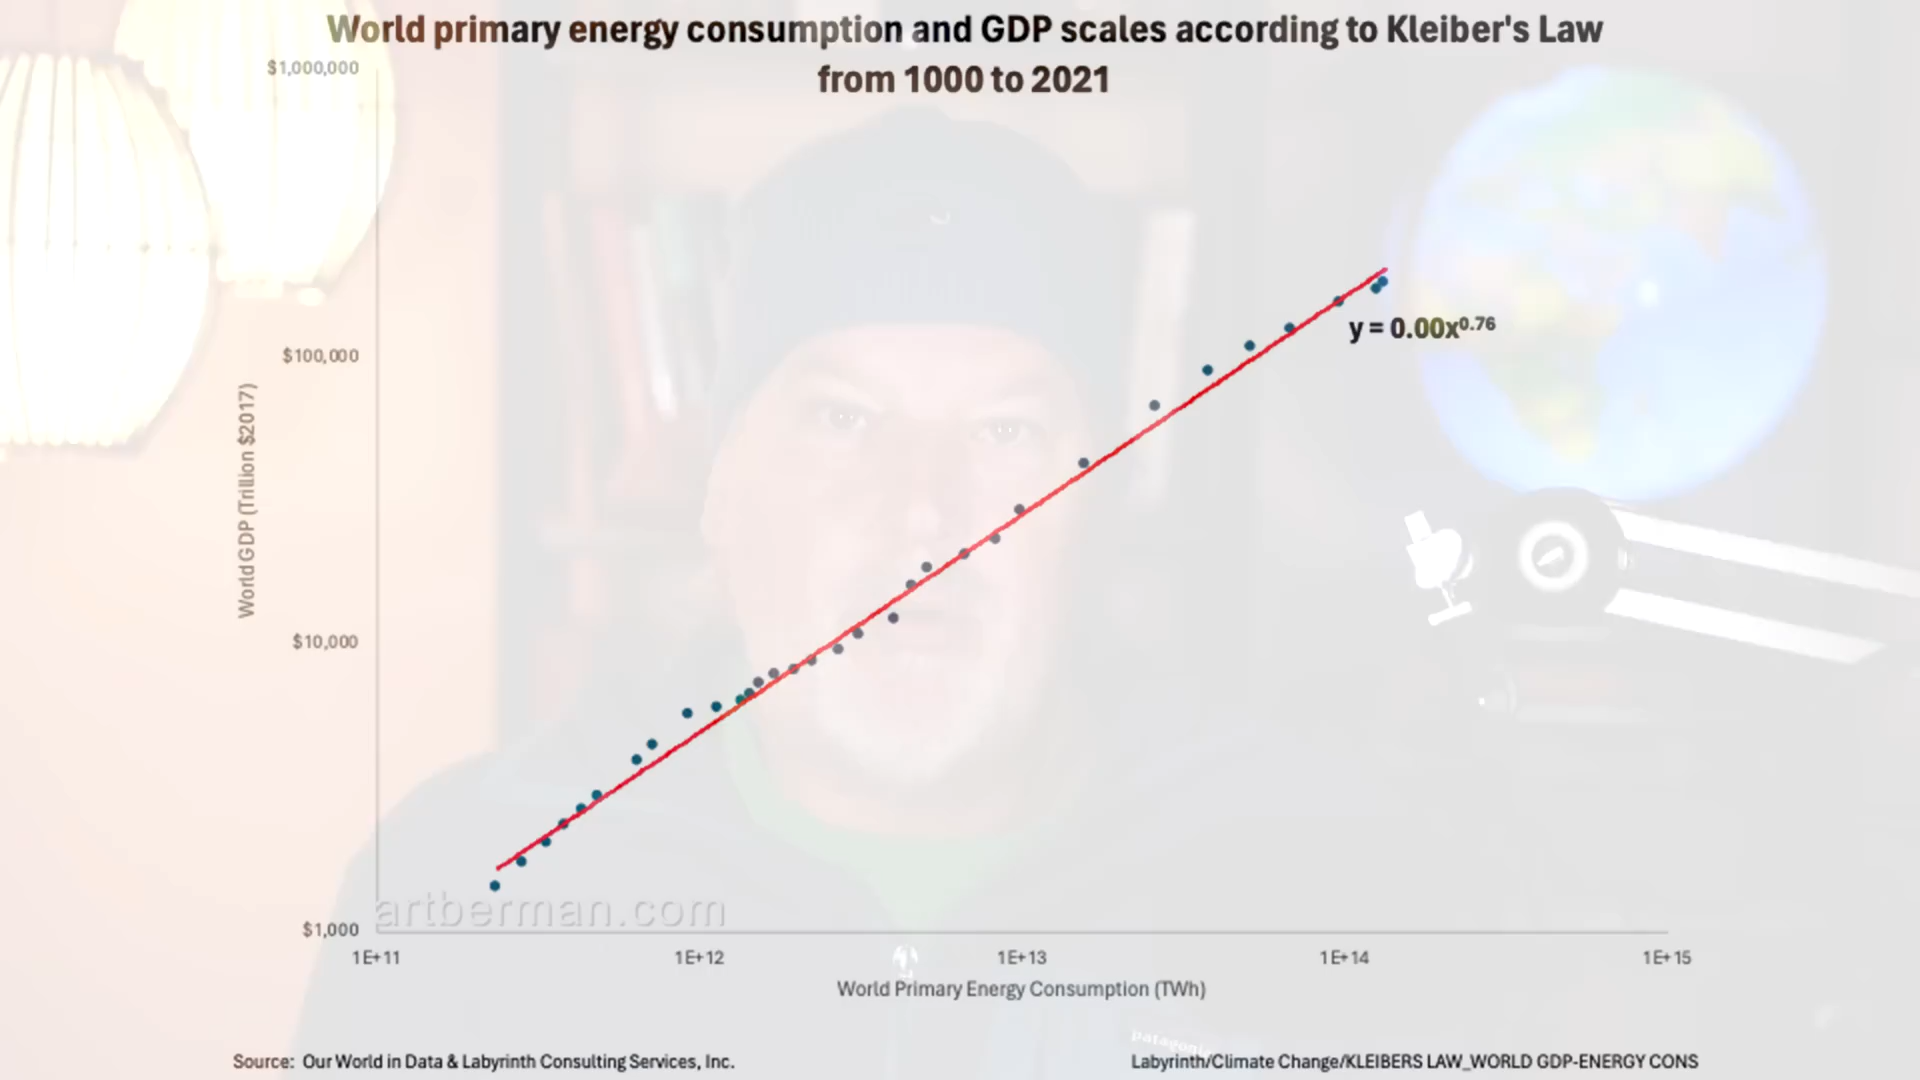 World primary energy consumption and GDP scales according to Kleiber's Law
from 1000 to 2021
$1,000,000
$100,000
$10,000
$1,000
World GDP (Trillion $2017)
y = 0.00x^0.76
artberman.com
1E+11
1E+12
1E+13
1E+14
1E+15
World Primary Energy Consumption (TWh)
patagonia
Source: Our World in Data & Labyrinth Consulting Services, Inc.
Labyrinth/Climate Change/KLEIBERS LAW_WORLD GDP-ENERGY CONS